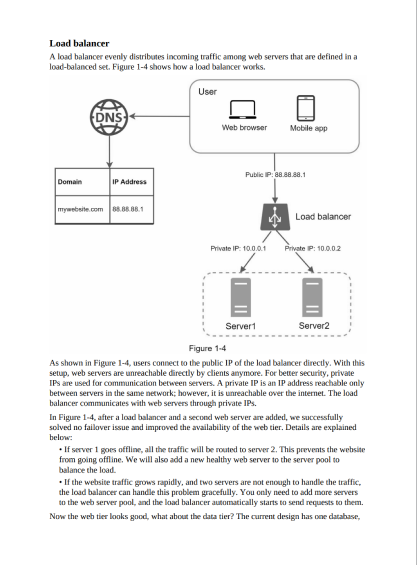 Load balancer
A load balancer evenly distributes incoming traffic among web servers that are defined in a
load-balanced set. Figure 1-4 shows how a load balancer works.
User
DNS
Web browser
Mobile app
Domain
IP Address
Public IP: 88.88.88.1
mywebsite.com
88.88.88.1
Load balancer
Private IP: 10.0.0.1
Private IP: 10.0.0.2
Server1
Server2
Figure 1-4
As shown in Figure 1-4, users connect to the public IP of the load balancer directly. With this
setup, web servers are unreachable directly by clients anymore. For better security, private
IPs are used for communication between servers. A private IP is an IP address reachable only
between servers in the same network; however, it is unreachable over the internet. The load
balancer communicates with web servers through private IPs.
In Figure 1-4, after a load balancer and a second web server are added, we successfully
solved no failover issue and improved the availability of the web tier. Details are explained
below:
• If server 1 goes offline, all the traffic will be routed to server 2. This prevents the website
from going offline. We will also add a new healthy web server to the server pool to
balance the load.
• If the website traffic grows rapidly, and two servers are not enough to handle the traffic,
the load balancer can handle this problem gracefully. You only need to add more servers
to the web server pool, and the load balancer automatically starts to send requests to them.
Now the web tier looks good, what about the data tier? The current design has one database,